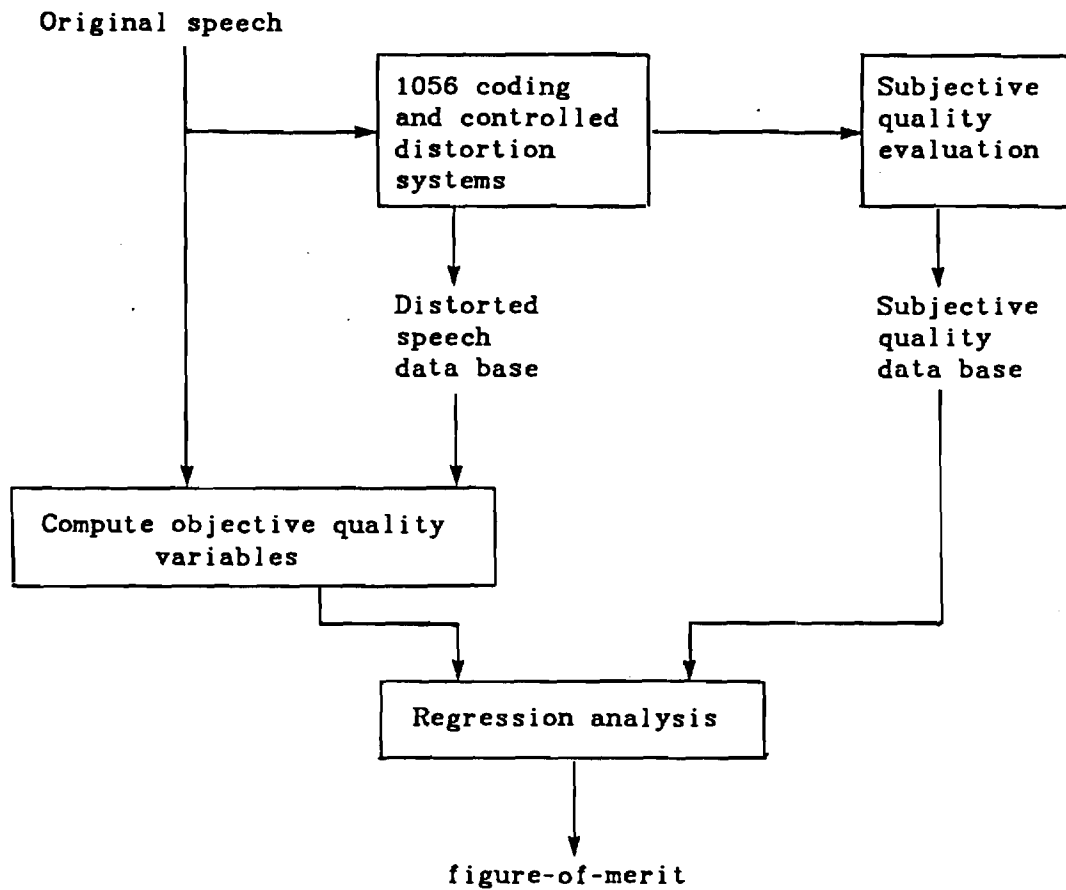 Original speech
1056 coding
and controlled
distortion
systems
Subjective
quality
evaluation
Distorted
speech
data base
Subjective
quality
data base
Compute objective quality
variables
Regression analysis
figure-of-merit